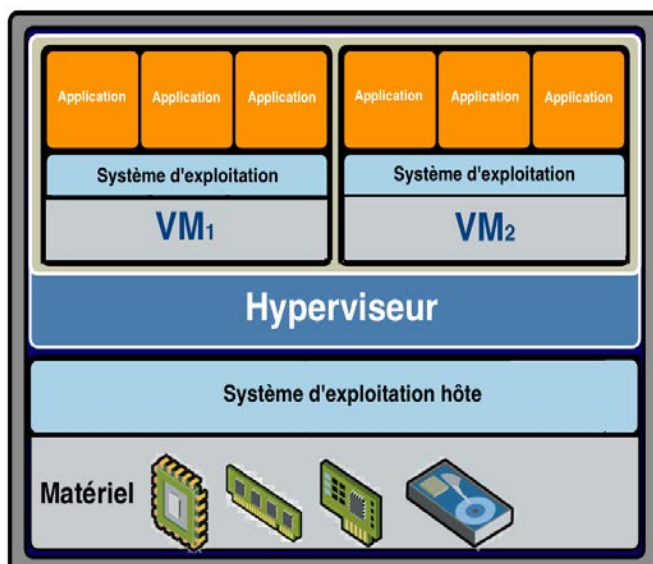 Application Application Application Application Application Application
Système d'exploitation Système d'exploitation
VM1 VM2
Hyperviseur
Système d'exploitation hôte
Matériel